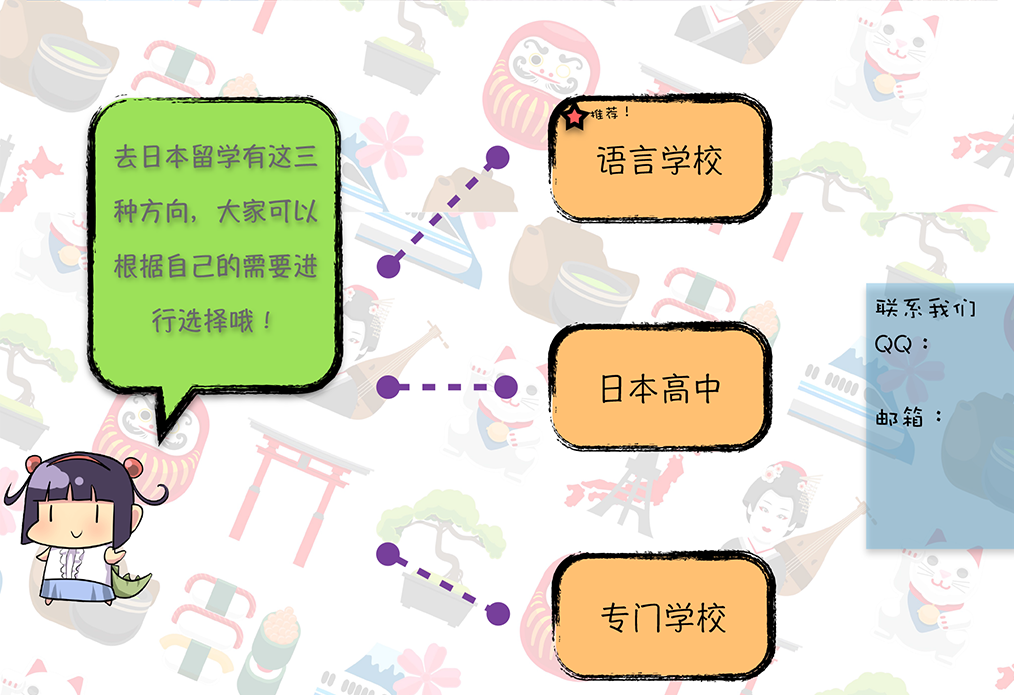 去日本留学有这三
种方向，大家可以
根据自己的需要进
行选择哦！
推荐！
语言学校
日本高中
专门学校
联系我们
QQ：
邮箱：